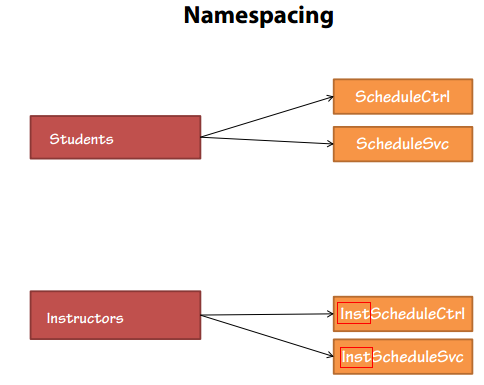 Namespacing
ScheduleCtrl
Students
ScheduleSvc
Instructors
InstScheduleCtrl
InstScheduleSvc